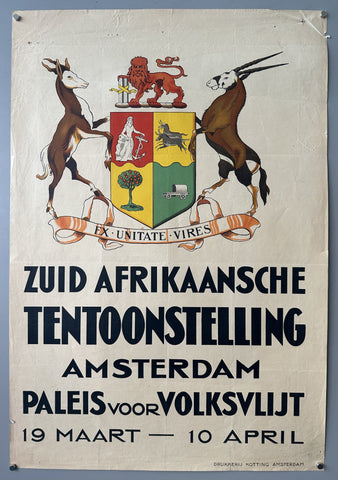 EX · UNITATE · VIRES
ZUID AFRIKAANSCHE
TENTOONSTELLING
AMSTERDAM
PALEIS VOOR VOLKSVLIJT
19 MAART — 10 APRIL
DRUKKERIJ KOTTING AMSTERDAM